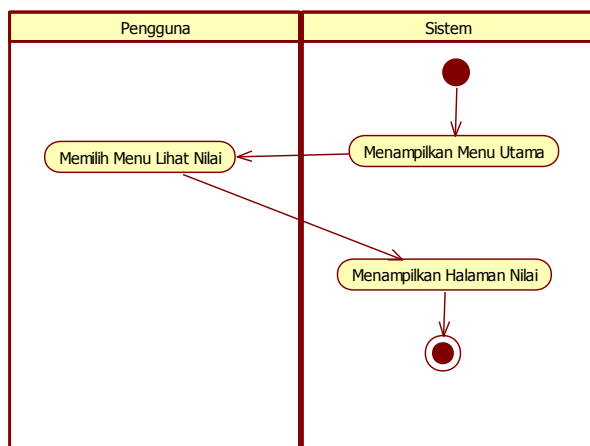 Pengguna
Sistem
Menampilkan Menu Utama
Memilih Menu Lihat Nilai
Menampilkan Halaman Nilai